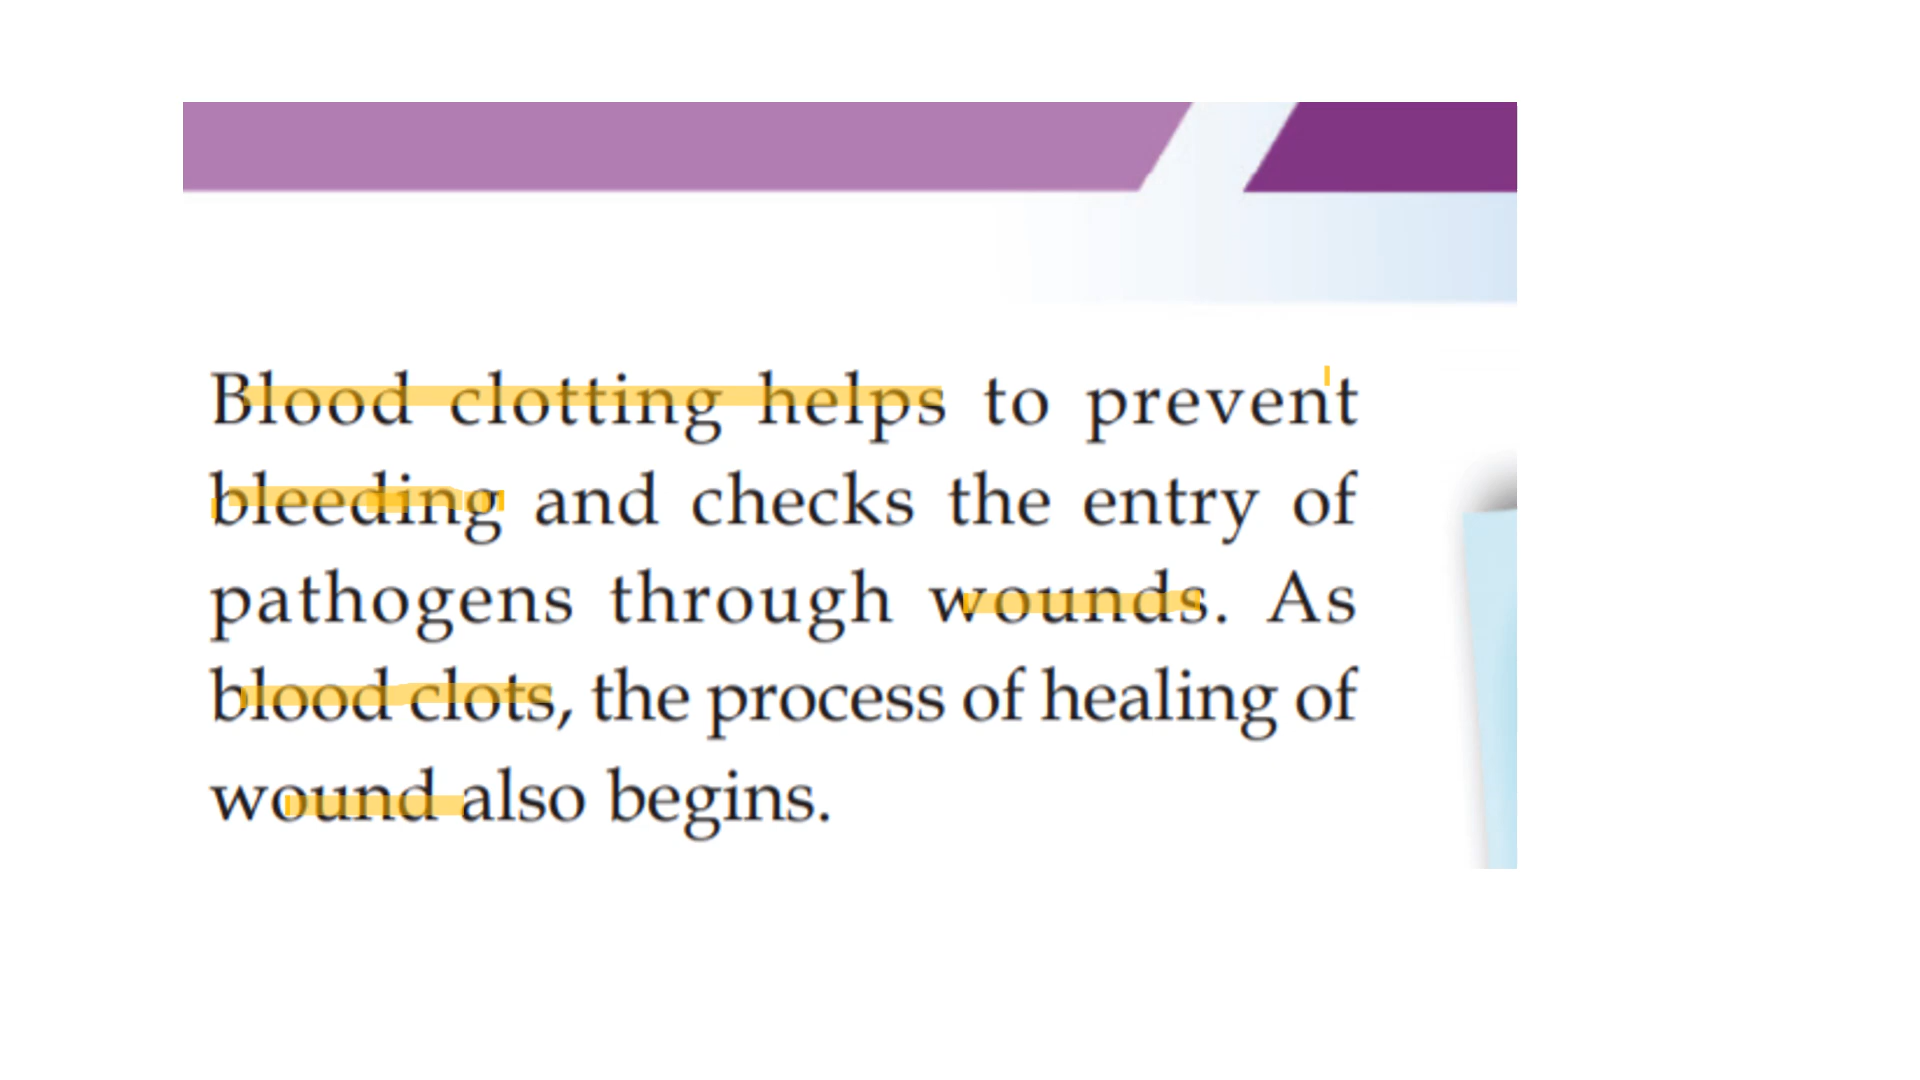 Blood clotting helps to prevent
bleeding and checks the entry of
pathogens through wounds. As
blood clots, the process of healing of
wound also begins.